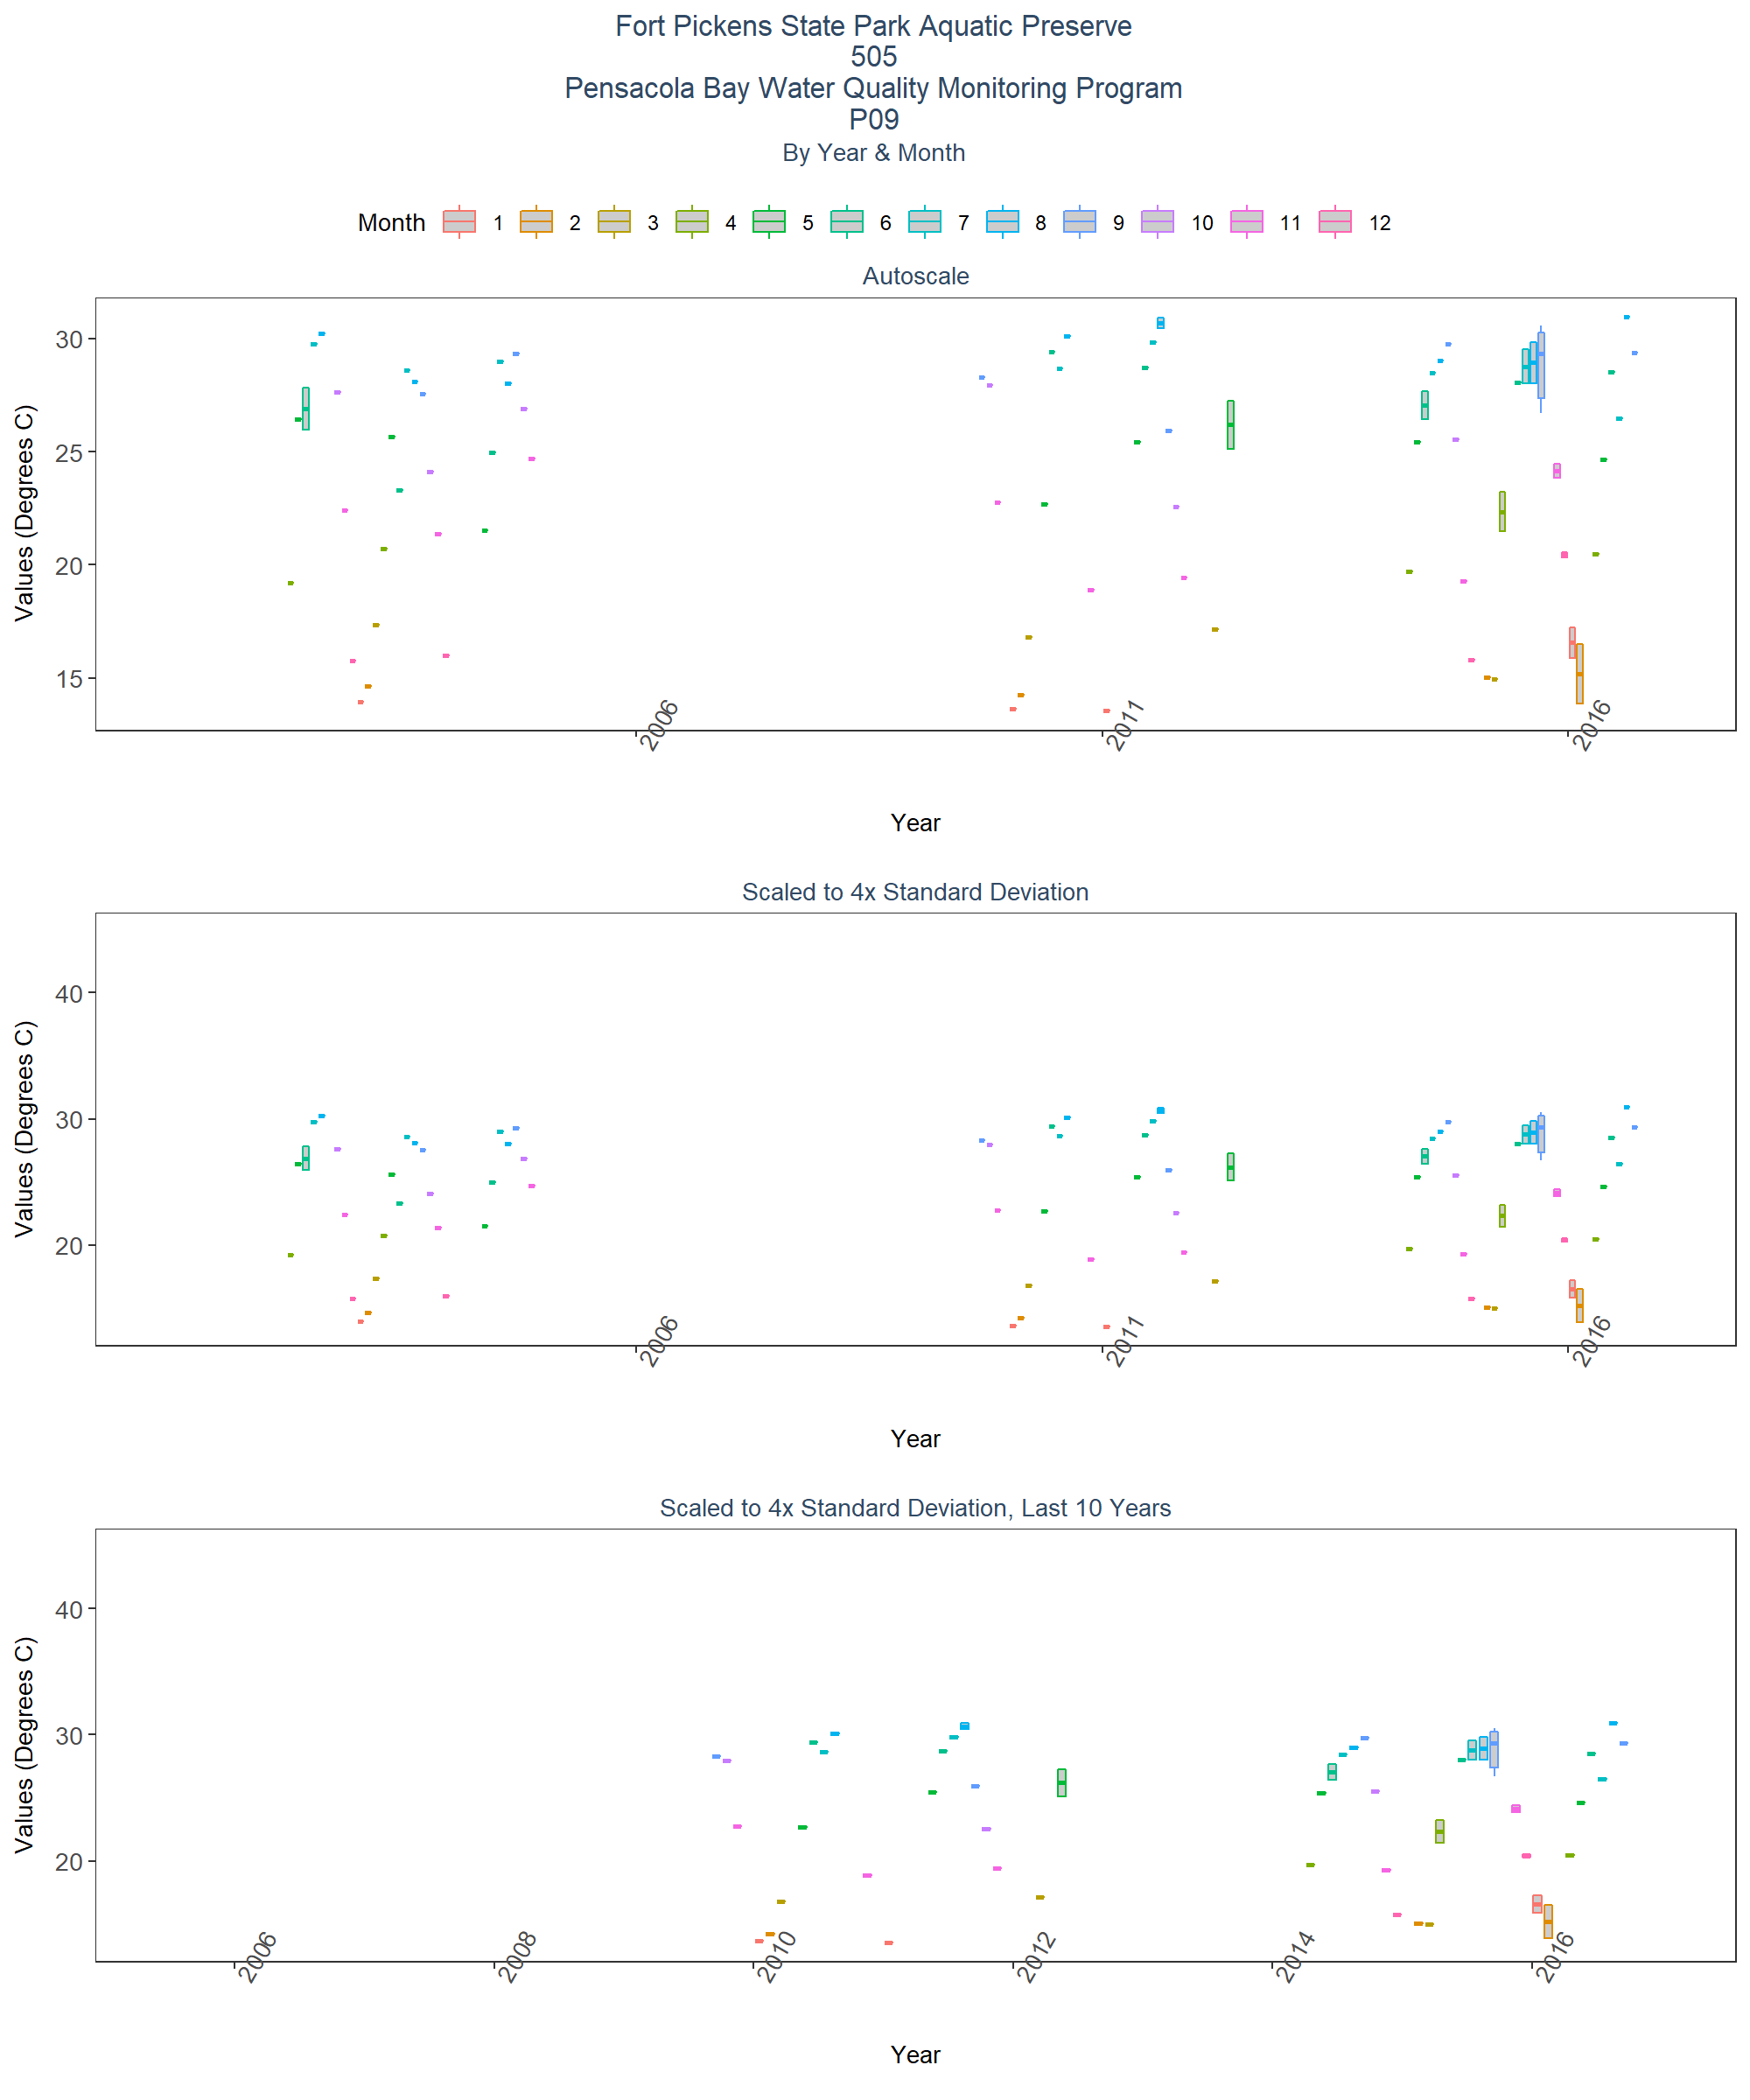 Fort Pickens State Park Aquatic Preserve
505
Pensacola Bay Water Quality Monitoring Program
P09
By Year & Month
Month 1 2 3 4 5 6 7 8 9 10 11 12
Autoscale
Values (Degrees C)
30
25
20
15
2006 2011 2016
Year
Scaled to 4x Standard Deviation
Values (Degrees C)
40
30
20
2006 2011 2016
Year
Scaled to 4x Standard Deviation, Last 10 Years
Values (Degrees C)
40
30
20
2006 2008 2010 2012 2014 2016
Year